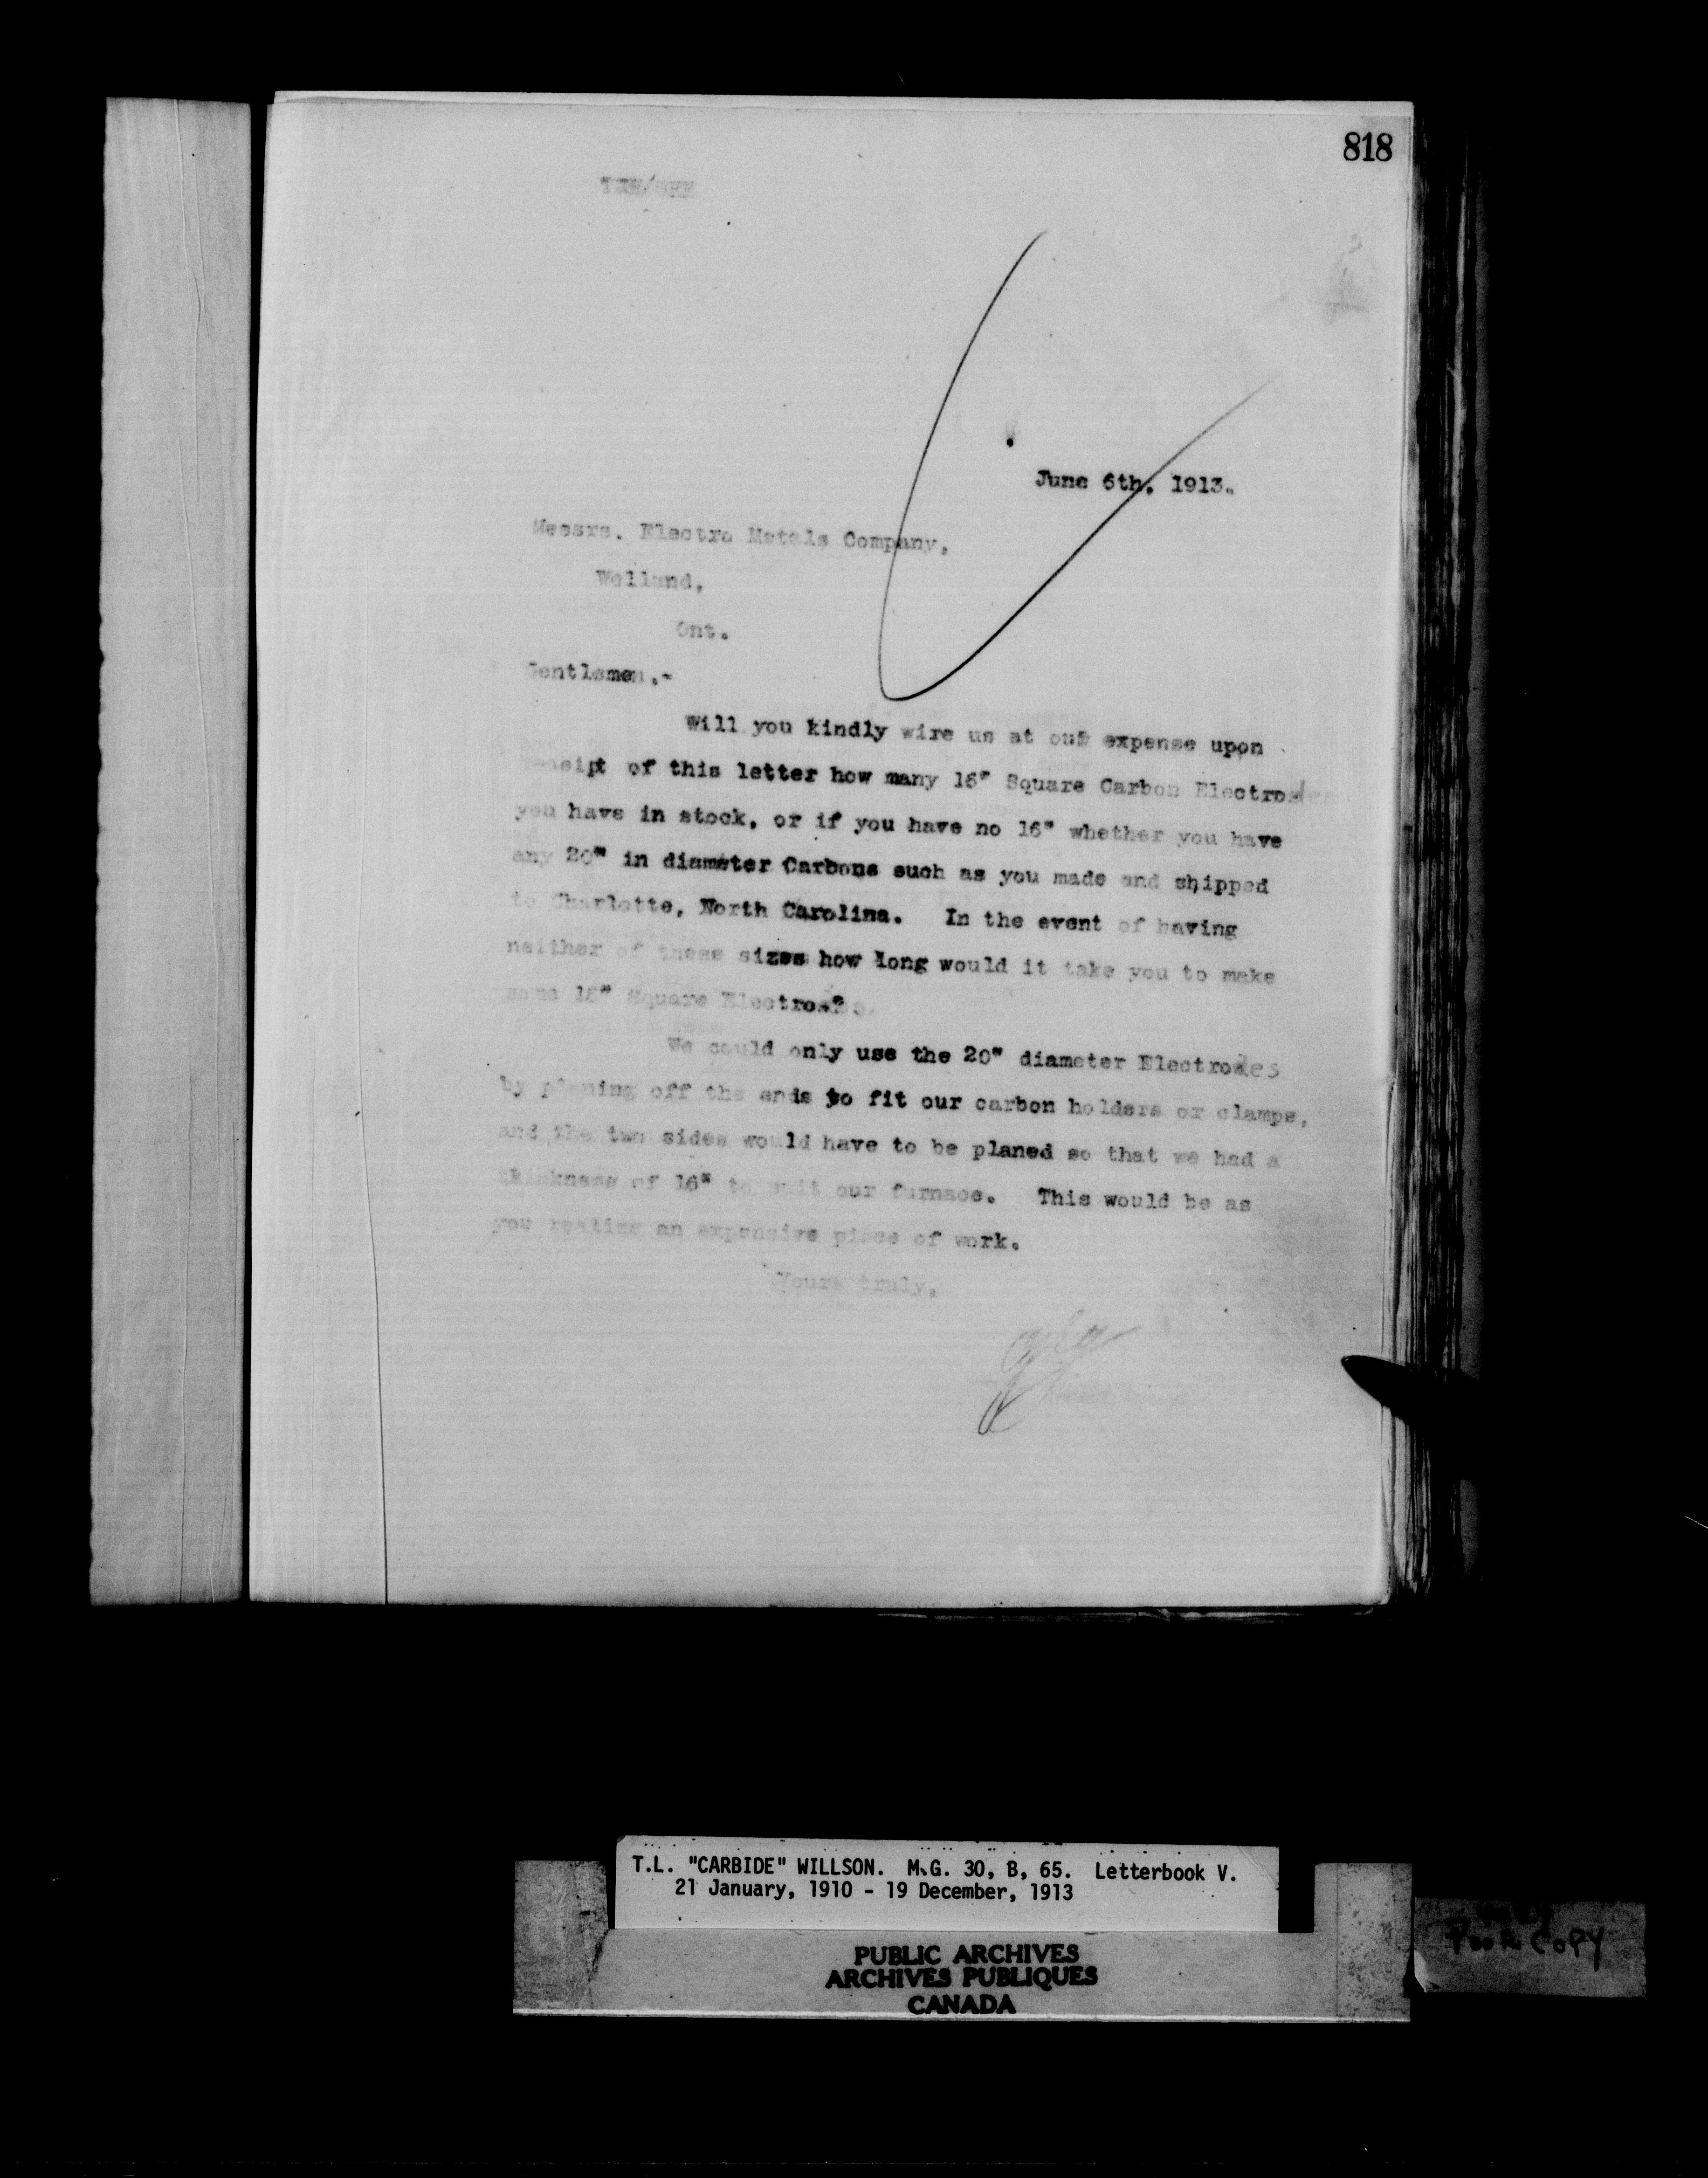 818
June 6th, 1913.
Messrs. Electro Metals Company,
Welland,
Ont.
Gentlemen.-
Will you kindly wire us at our expense upon
receipt of this letter how many 16" Square Carbon Electrodes
you have in stock, or if you have no 16" whether you have
any 20" in diameter Carbons such as you made and shipped
to Charlotte, North Carolina. In the event of having
neither of these sizes how long would it take you to make
some 16" Square Electrodes.
We could only use the 20" diameter Electrodes
by planing off the ends to fit our carbon holders or clamps,
and the two sides would have to be planed so that we had a
thickness of 16" to suit our furnace. This would be as
you realize an expensive piece of work.
Yours truly,
T.L. "CARBIDE" WILLSON. M.G. 30, B, 65. Letterbook V.
21 January, 1910 - 19 December, 1913
PUBLIC ARCHIVES
ARCHIVES PUBLIQUES
CANADA
Poor Copy